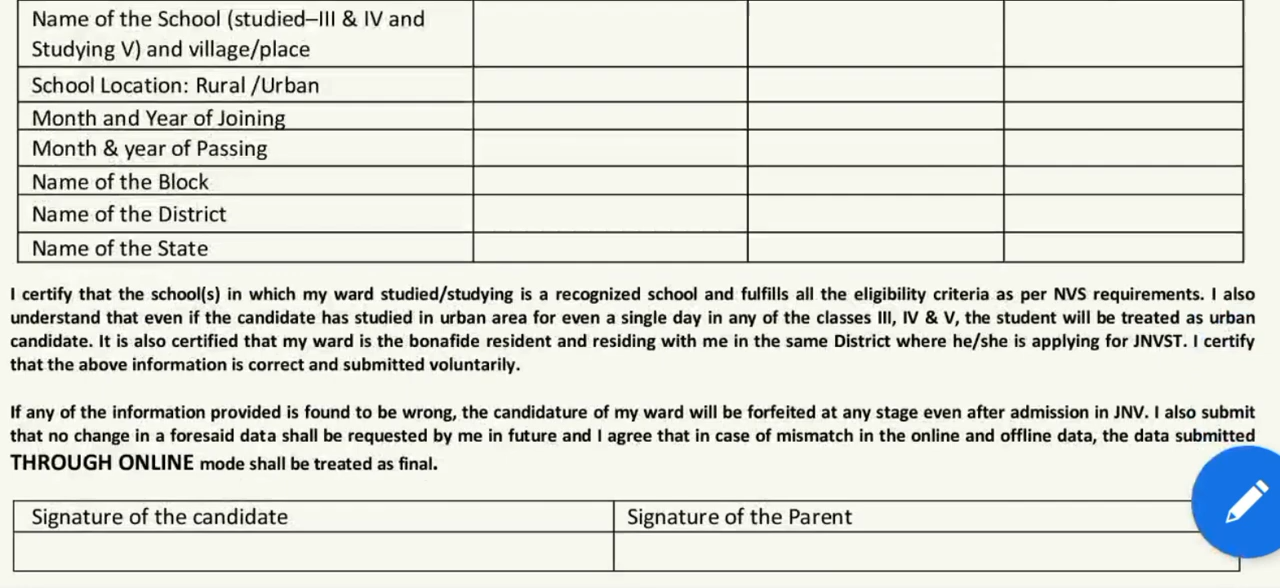 Name of the School (studied–III & IV and
Studying V) and village/place
School Location: Rural /Urban
Month and Year of Joining
Month & year of Passing
Name of the Block
Name of the District
Name of the State
I certify that the school(s) in which my ward studied/studying is a recognized school and fulfills all the eligibility criteria as per NVS requirements. I also
understand that even if the candidate has studied in urban area for even a single day in any of the classes III, IV & V, the student will be treated as urban
candidate. It is also certified that my ward is the bonafide resident and residing with me in the same District where he/she is applying for JNVST. I certify
that the above information is correct and submitted voluntarily.
If any of the information provided is found to be wrong, the candidature of my ward will be forfeited at any stage even after admission in JNV. I also submit
that no change in a foresaid data shall be requested by me in future and I agree that in case of mismatch in the online and offline data, the data submitted
THROUGH ONLINE mode shall be treated as final.
Signature of the candidate
Signature of the Parent